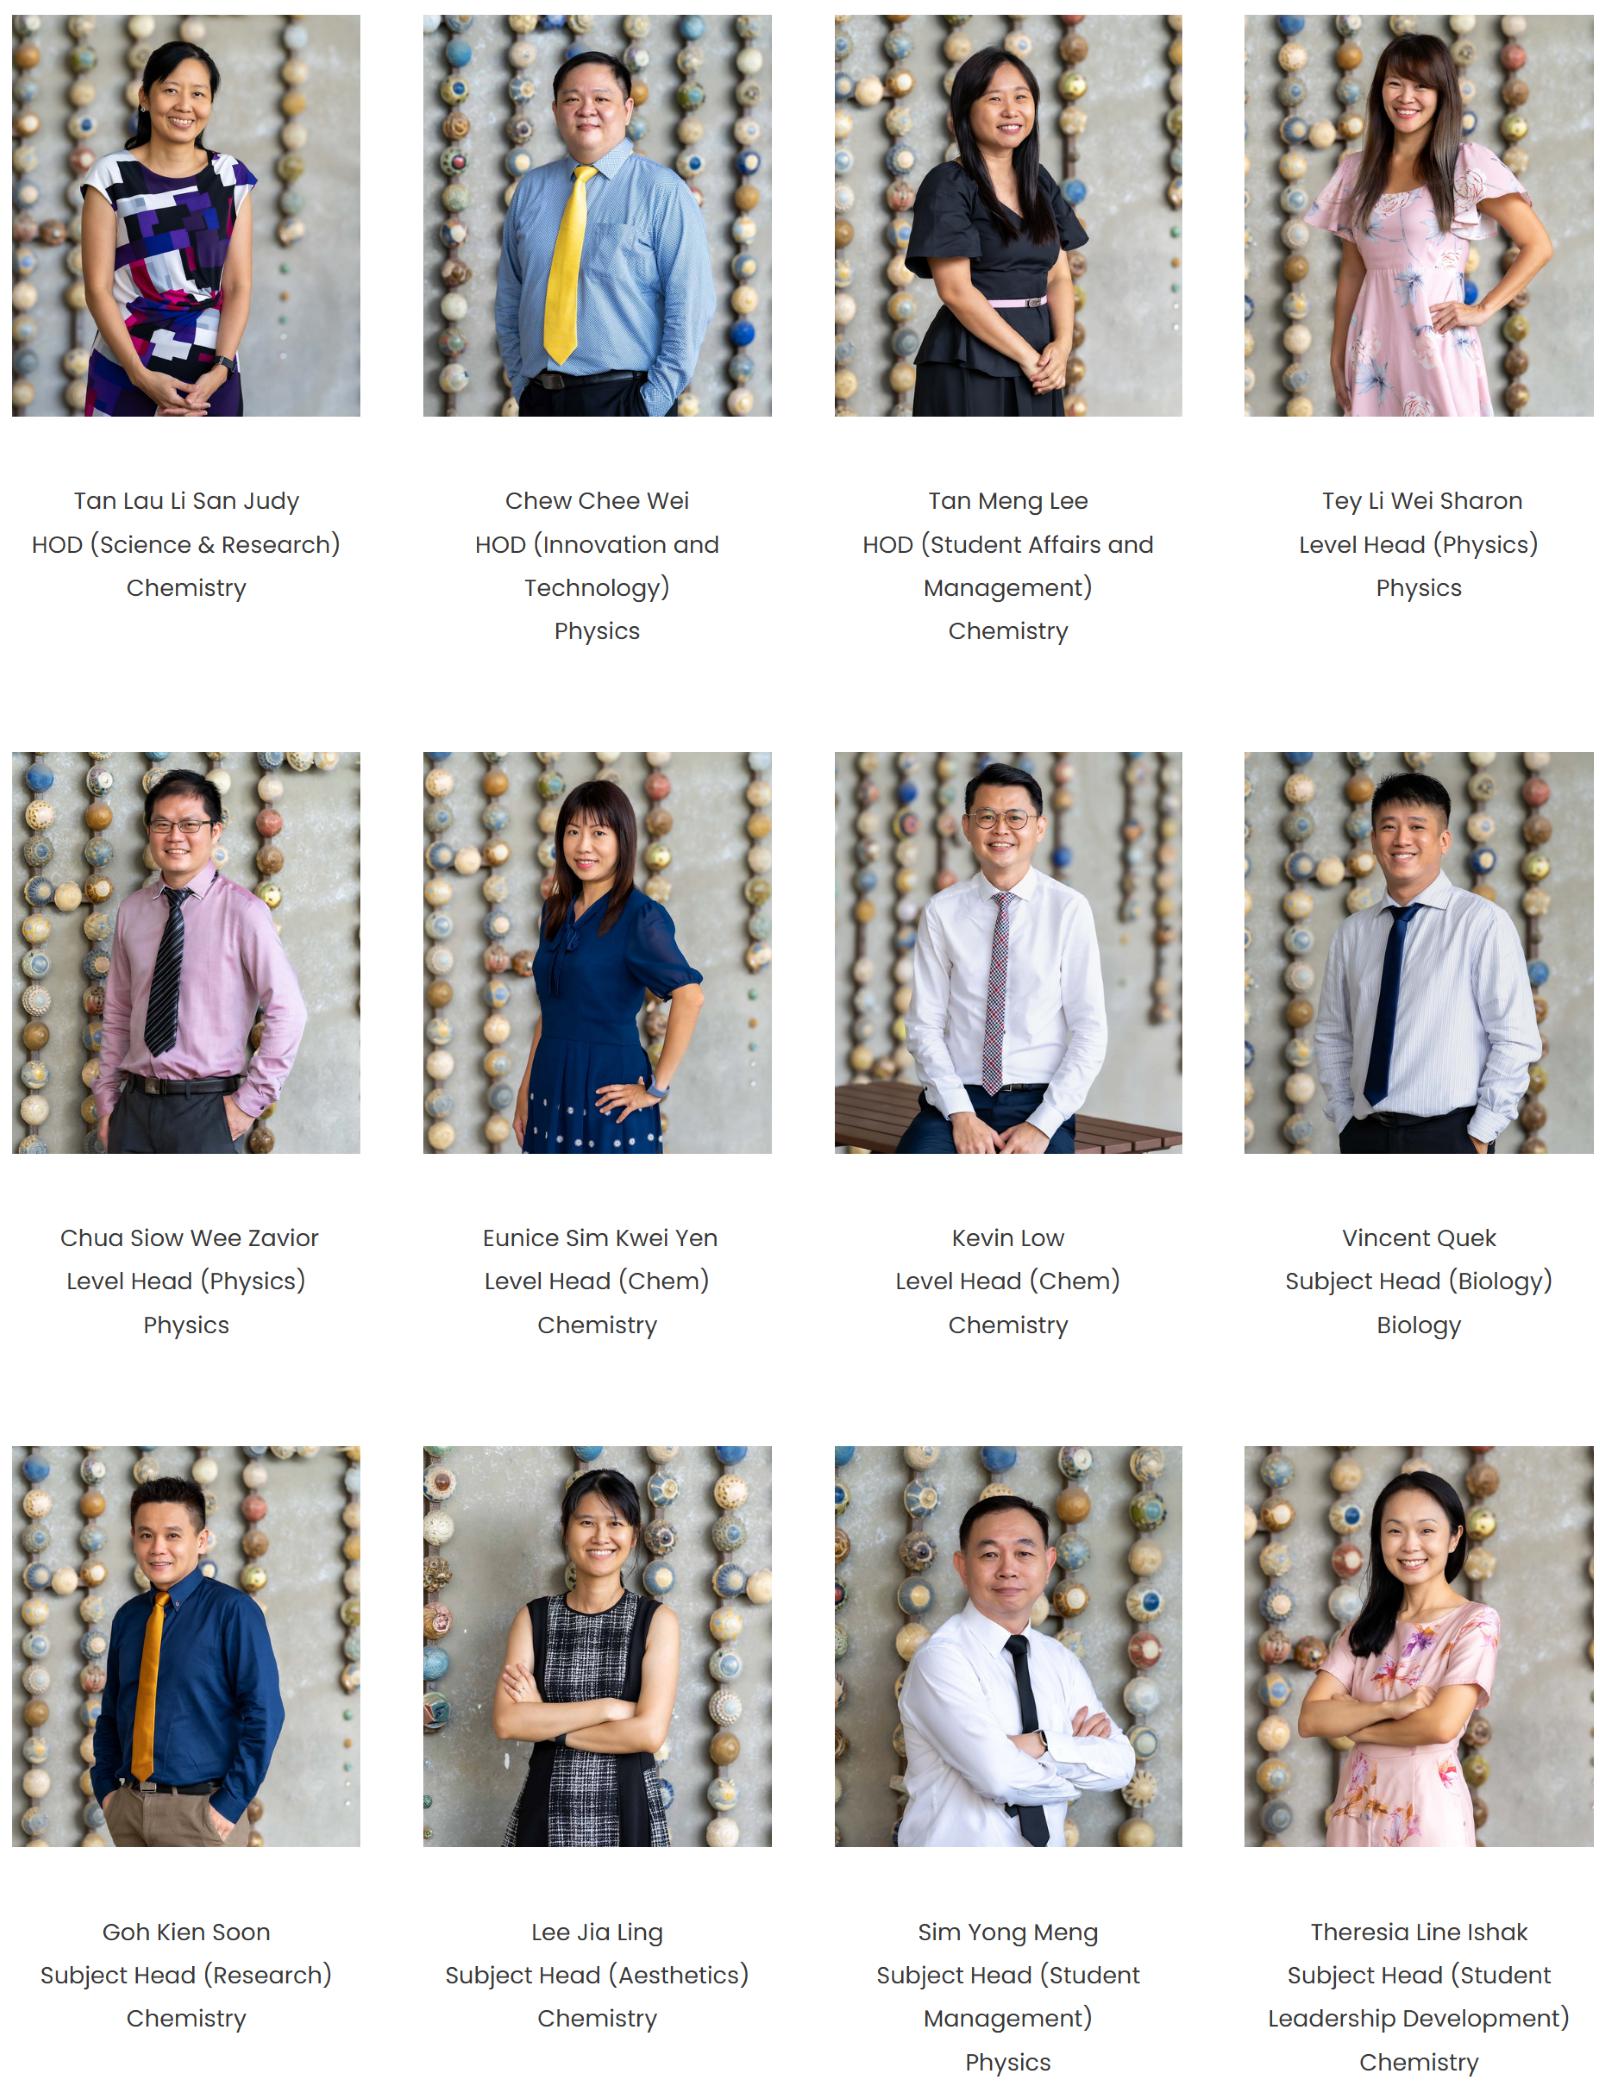 Tan Lau Li San Judy
HOD (Science & Research)
Chemistry
Chew Chee Wei
HOD (Innovation and
Technology)
Physics
Tan Meng Lee
HOD (Student Affairs and
Management)
Chemistry
Tey Li Wei Sharon
Level Head (Physics)
Physics
Chua Siow Wee Zavior
Level Head (Physics)
Physics
Eunice Sim Kwei Yen
Level Head (Chem)
Chemistry
Kevin Low
Level Head (Chem)
Chemistry
Vincent Quek
Subject Head (Biology)
Biology
Goh Kien Soon
Subject Head (Research)
Chemistry
Lee Jia Ling
Subject Head (Aesthetics)
Chemistry
Sim Yong Meng
Subject Head (Student
Management)
Physics
Theresia Line Ishak
Subject Head (Student
Leadership Development)
Chemistry